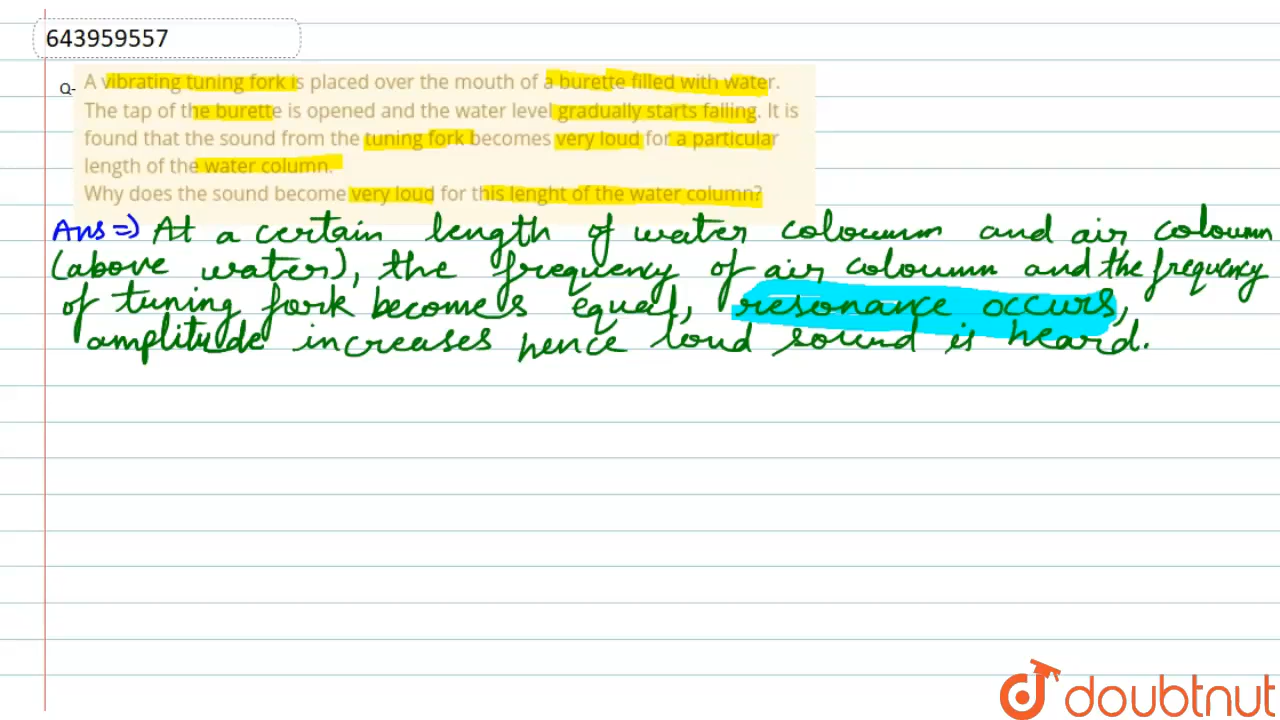 643959557
Q- A vibrating tuning fork is placed over the mouth of a burette filled with water.
The tap of the burette is opened and the water level gradually starts falling. It is
found that the sound from the tuning fork becomes very loud for a particular
length of the water column.
Why does the sound become very loud for this lenght of the water column?
Ans => At a certain length of water coloumn and air coloumn
(above water), the frequency of air coloumn and the frequency
of tuning fork becomes equal, resonance occurs,
amplitude increases hence loud sound is heard.
doubtnut